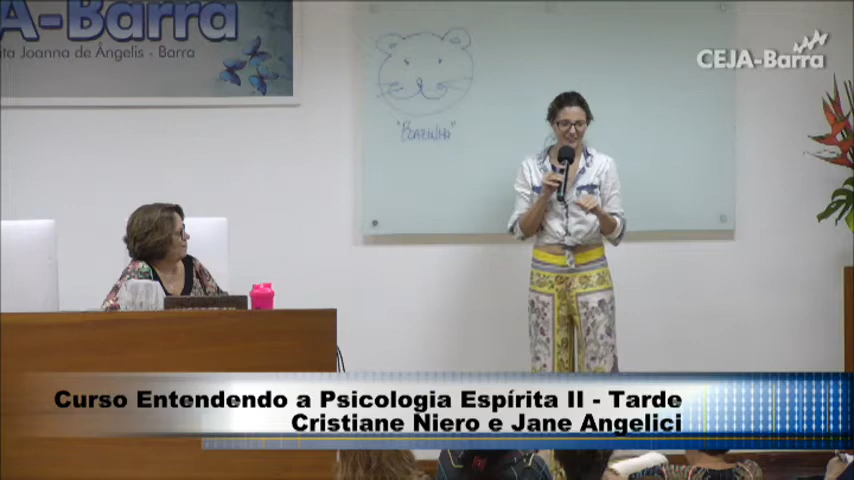 A-Barra
ta Joanna de Ângelis - Barra
CEJA-Barra
Curso Entendendo a Psicologia Espírita II - Tarde
Cristiane Niero e Jane Angelici